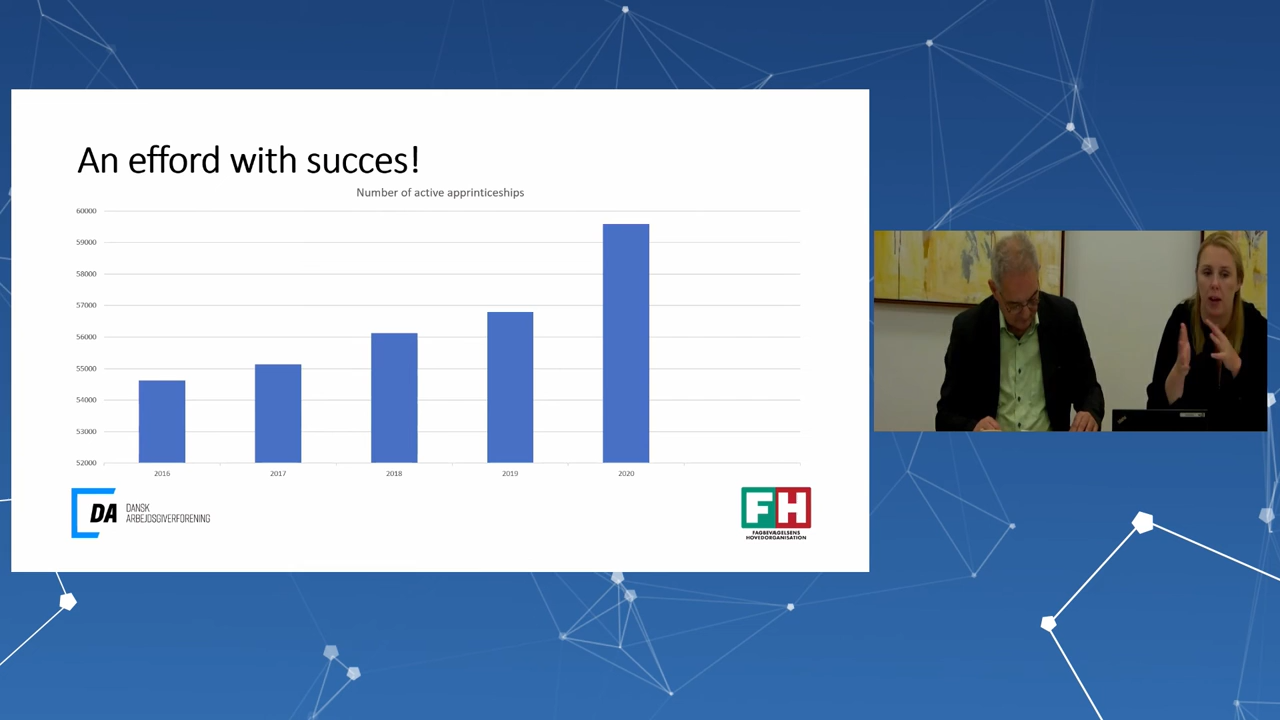 An efford with succes!
Number of active apprinticeships
60000
59000
58000
57000
56000
55000
54000
53000
52000
2016
2017
2018
2019
2020
DA
DANSK
ARBEJDSGIVERFORENING
FH
FAGBEVÆGELSENS
HOVEDORGANISATION